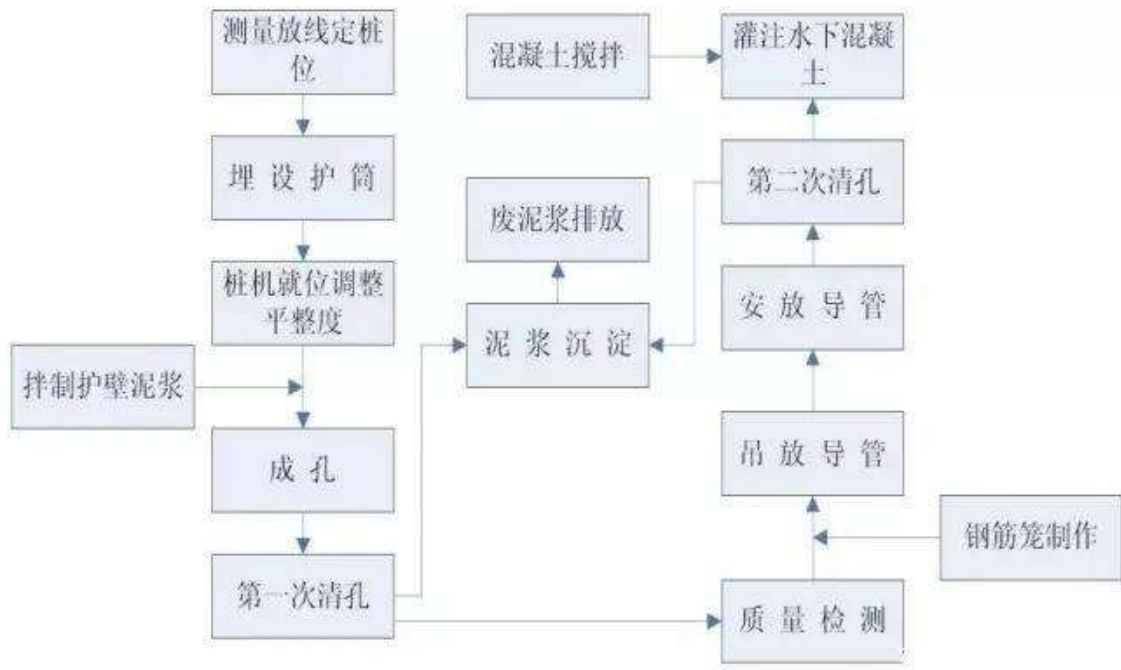 测量放线定桩
位
混凝土搅拌
灌注水下混凝
土
埋设护筒
第二次清孔
废泥浆排放
桩机就位调整
平整度
安放导管
泥浆沉淀
拌制护壁泥浆
吊放导管
成孔
钢筋笼制作
第一次清孔
质量检测